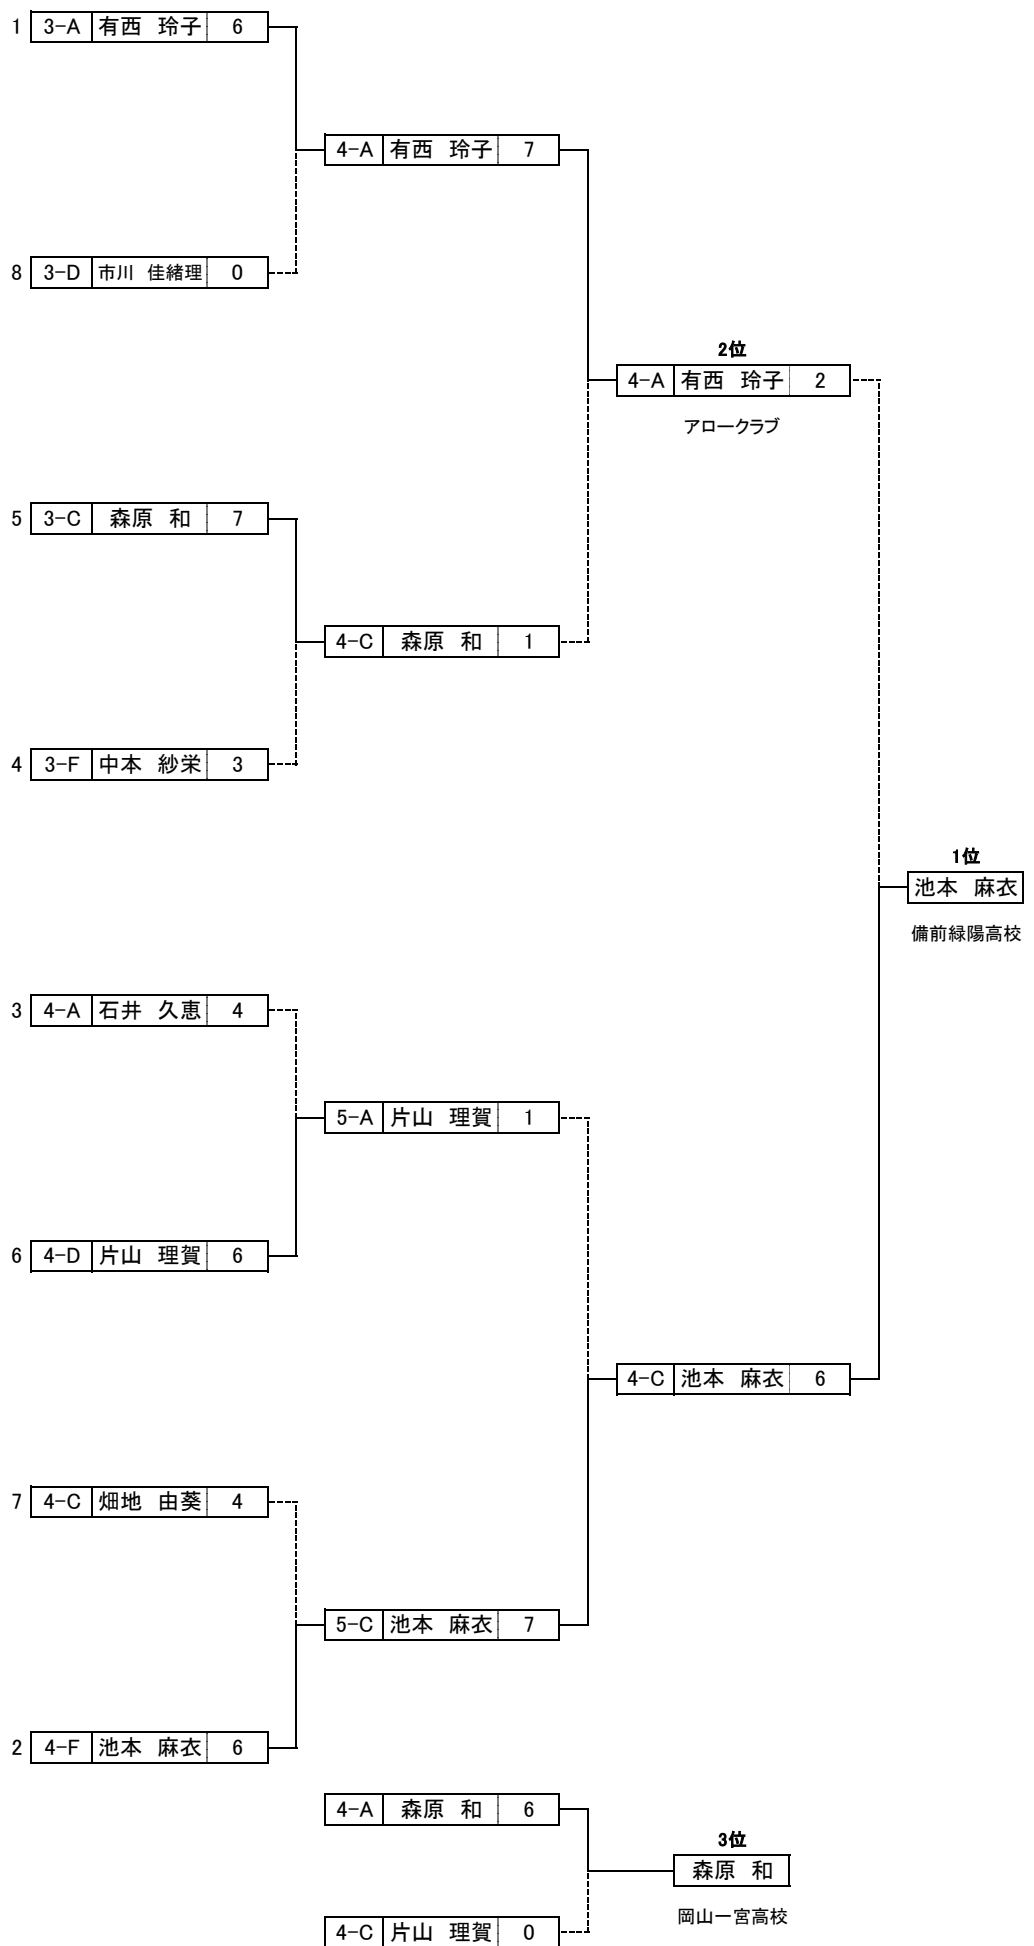 1 3-A 有西 玲子 6
4-A 有西 玲子 7
8 3-D 市川 佳緒理 0
2位
4-A 有西 玲子 2
アロークラブ
5 3-C 森原 和 7
4-C 森原 和 1
4 3-F 中本 紗栄 3
1位
池本 麻衣
備前緑陽高校
3 4-A 石井 久恵 4
5-A 片山 理賀 1
6 4-D 片山 理賀 6
4-C 池本 麻衣 6
7 4-C 畑地 由葵 4
5-C 池本 麻衣 7
2 4-F 池本 麻衣 6
4-A 森原 和 6
3位
森原 和
岡山一宮高校
4-C 片山 理賀 0